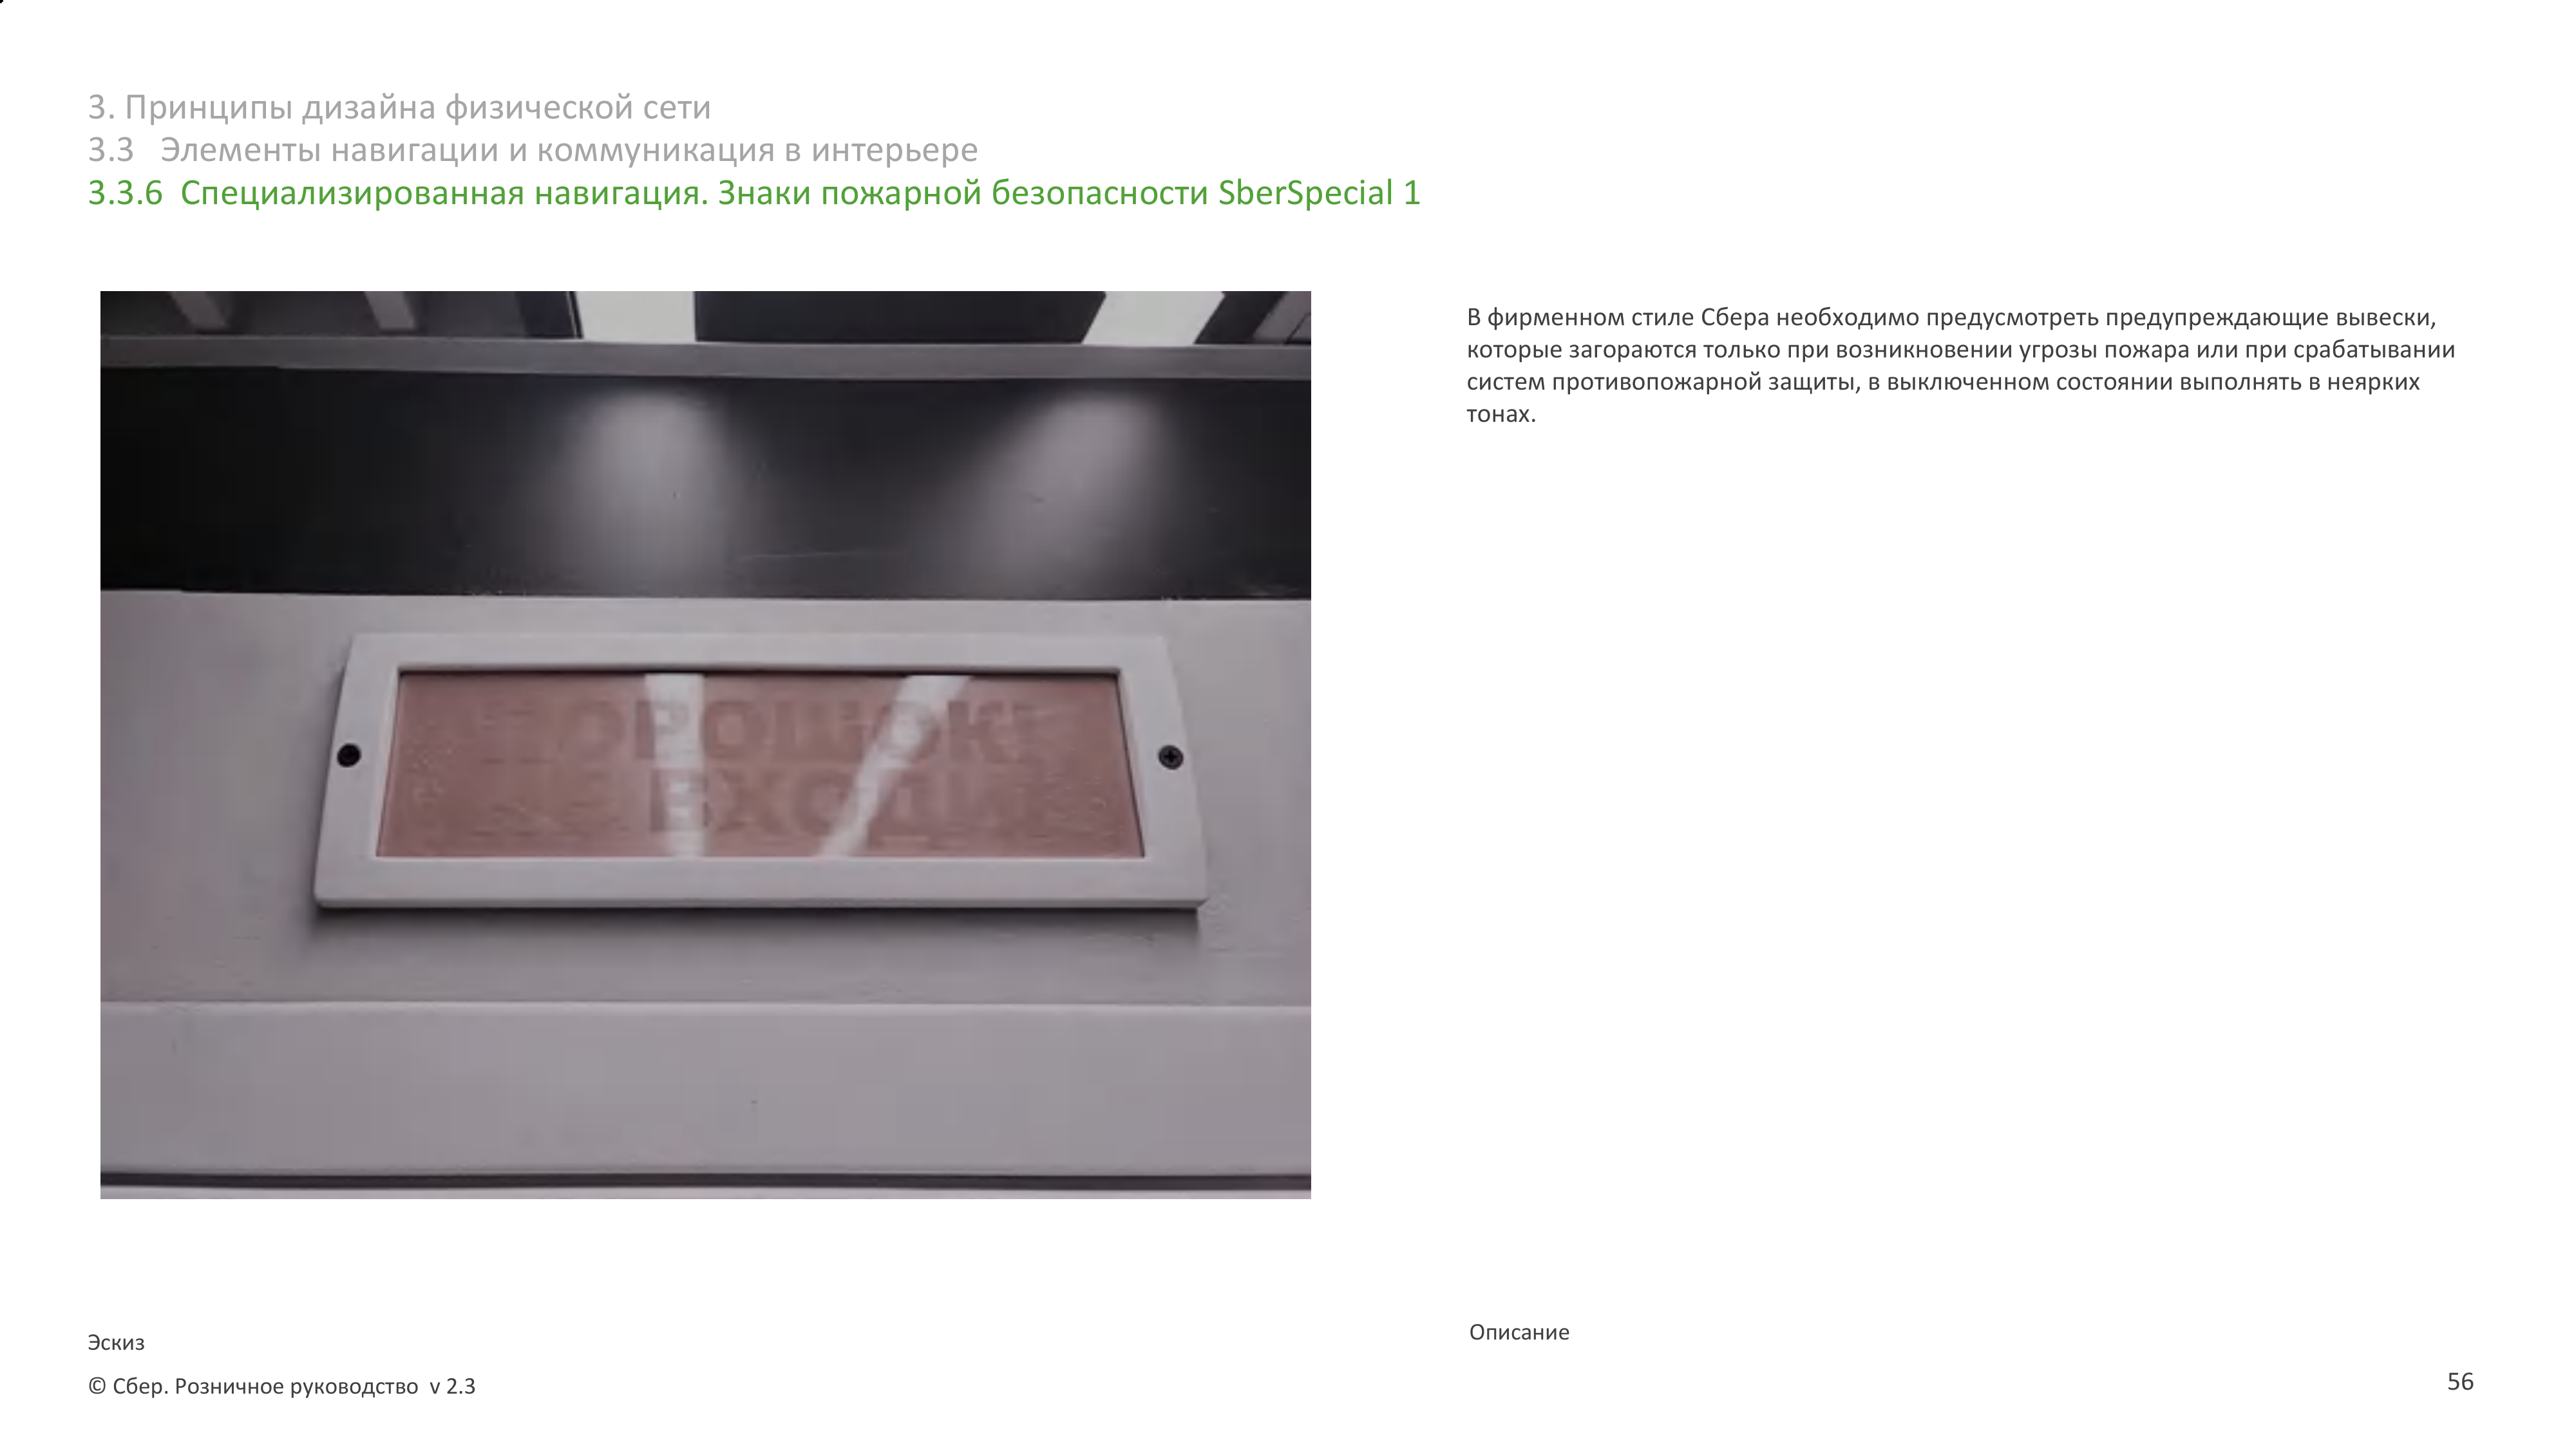 3. Принципы дизайна физической сети
3.3 Элементы навигации и коммуникация в интерьере
3.3.6 Специализированная навигация. Знаки пожарной безопасности SberSpecial 1
В фирменном стиле Сбера необходимо предусмотреть предупреждающие вывески,
которые загораются только при возникновении угрозы пожара или при срабатывании
систем противопожарной защиты, в выключенном состоянии выполнять в неярких
тонах.
Эскиз
Описание
© Сбер. Розничное руководство v 2.3
56